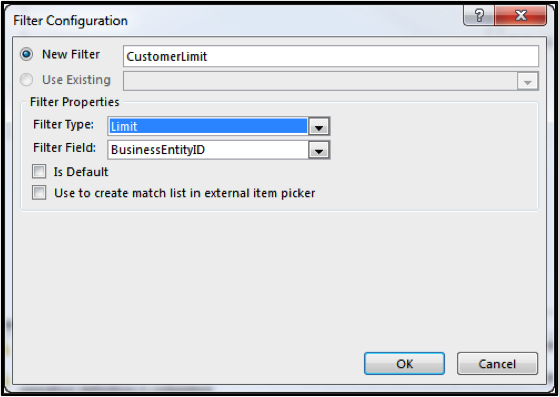 Filter Configuration
?
New Filter CustomerLimit
Use Existing
Filter Properties
Filter Type: Limit
Filter Field: BusinessEntityID
Is Default
Use to create match list in external item picker
OK Cancel